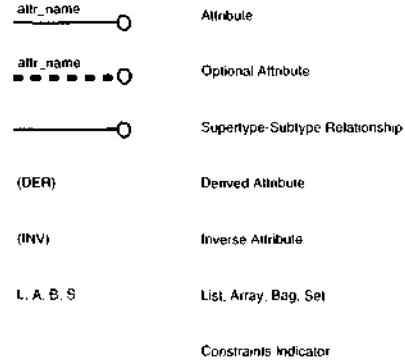 attr_name Attribute
attr_name Optional Attribute
Supertype-Subtype Relationship
(DER) Derived Attribute
(INV) Inverse Attribute
L, A, B, S List, Array, Bag, Set
Constraints Indicator